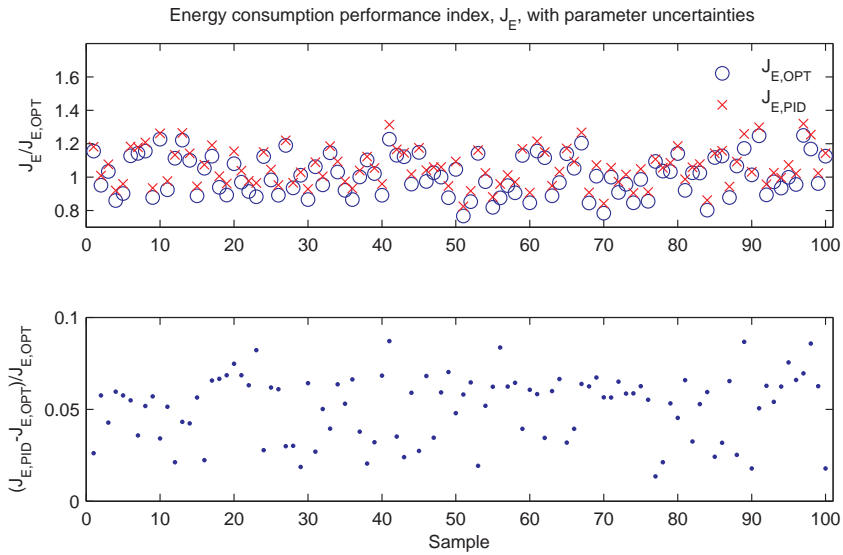 Energy consumption performance index, J_E, with parameter uncertainties
J_E/J_E,OPT
1.6
1.4
1.2
1
0.8
J_E,OPT
J_E,PID
0 10 20 30 40 50 60 70 80 90 100
(J_E,PID-J_E,OPT)/J_E,OPT
0.1
0.05
0
0 10 20 30 40 50 60 70 80 90 100
Sample